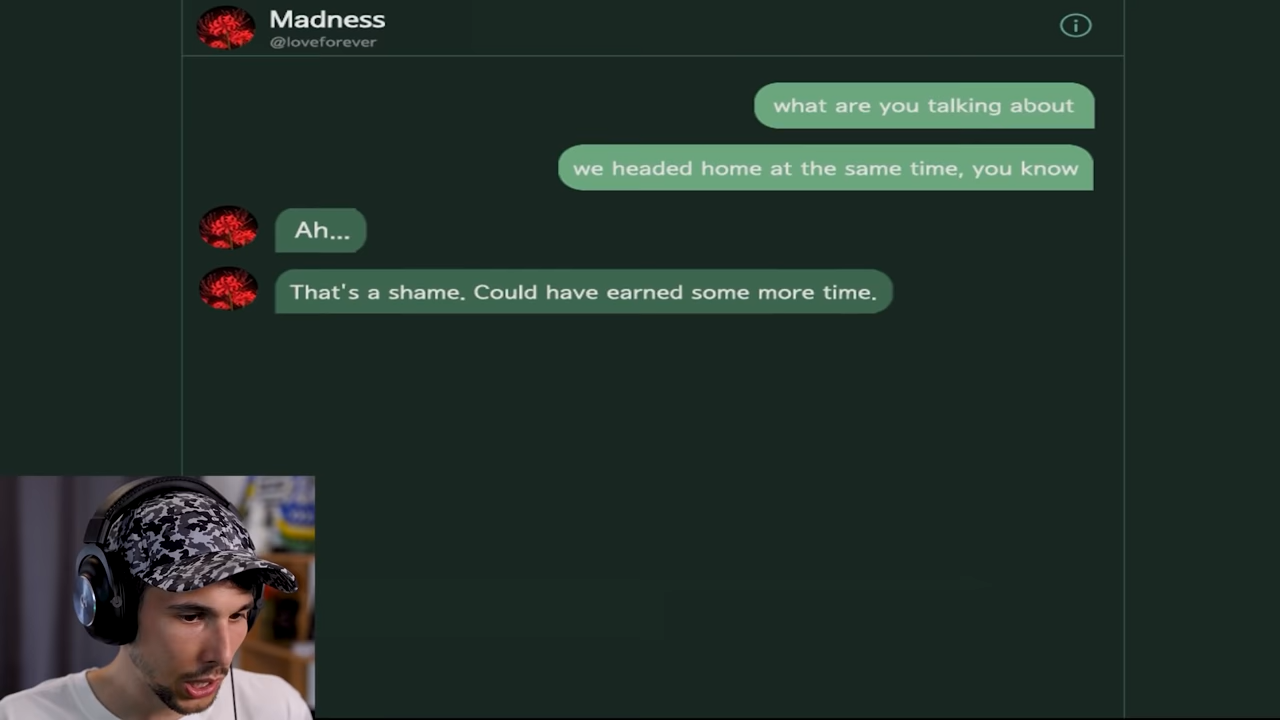 Madness
@loveforever
what are you talking about
we headed home at the same time, you know
Ah...
That's a shame. Could have earned some more time.